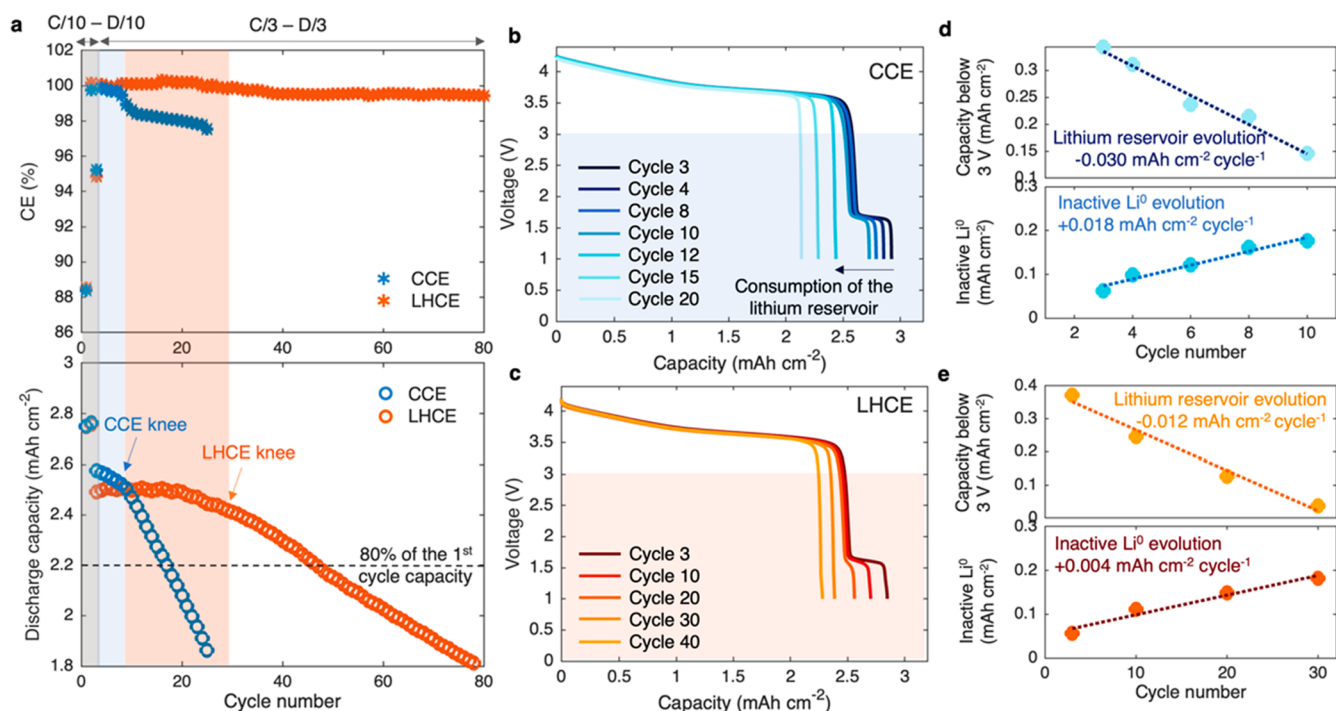 a
C/10 – D/10
C/3 – D/3
102
100
98
96
94
92
90
88
86
CE (%)
CCE
LHCE
0
20
40
60
80
3
2.8
2.6
2.4
2.2
2
1.8
Discharge capacity (mAh cm-2)
CCE
LHCE
CCE knee
LHCE knee
80% of the 1st
cycle capacity
0
20
40
60
80
Cycle number
b
CCE
4
3.5
3
2.5
2
1.5
1
0.5
0
Voltage (V)
Cycle 3
Cycle 4
Cycle 8
Cycle 10
Cycle 12
Cycle 15
Cycle 20
Consumption of the
lithium reservoir
0
0.5
1
1.5
2
2.5
3
Capacity (mAh cm-2)
c
LHCE
4
3.5
3
2.5
2
1.5
1
0.5
0
Voltage (V)
Cycle 3
Cycle 10
Cycle 20
Cycle 30
Cycle 40
0
0.5
1
1.5
2
2.5
3
Capacity (mAh cm-2)
d
Capacity below
3 V (mAh cm-2)
0.3
0.25
0.2
0.15
Lithium reservoir evolution
-0.030 mAh cm-2 cycle-1
Inactive Li0
(mAh cm-2)
0.3
0.2
0.1
0
Inactive Li0 evolution
+0.018 mAh cm-2 cycle-1
2
4
6
8
10
Cycle number
e
Capacity below
3 V (mAh cm-2)
0.4
0.3
0.2
0.1
Lithium reservoir evolution
-0.012 mAh cm-2 cycle-1
Inactive Li0
(mAh cm-2)
0.3
0.2
0.1
0
Inactive Li0 evolution
+0.004 mAh cm-2 cycle-1
0
10
20
30
Cycle number